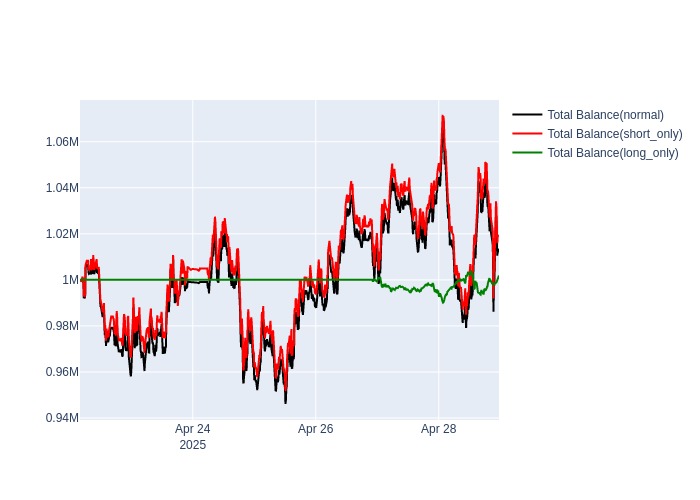 Total Balance(normal)
Total Balance(short_only)
Total Balance(long_only)
1.06M
1.04M
1.02M
1M
0.98M
0.96M
0.94M
Apr 24
2025
Apr 26
Apr 28